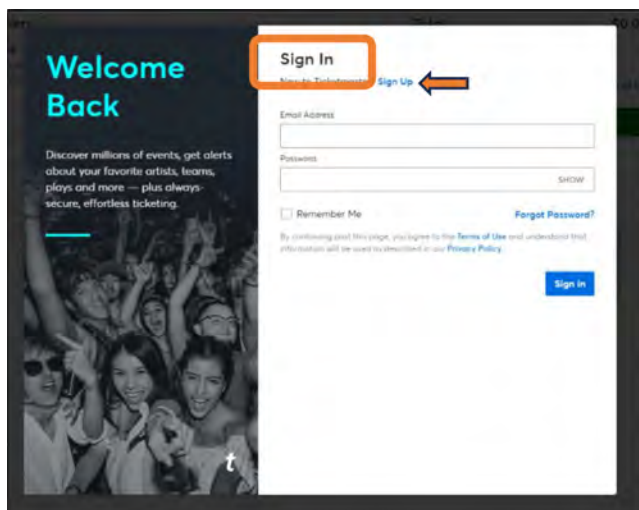 Welcome
Back
Discover millions of events, get alerts
about your favorite artists, teams,
plays and more — plus always-
secure, effortless ticketing.
t
Sign In
New to Ticketmaster? Sign Up
Email Address
Password
SHOW
Remember Me
Forgot Password?
By continuing past this page, you agree to the Terms of Use and understand that
information will be used as described in our Privacy Policy.
Sign in